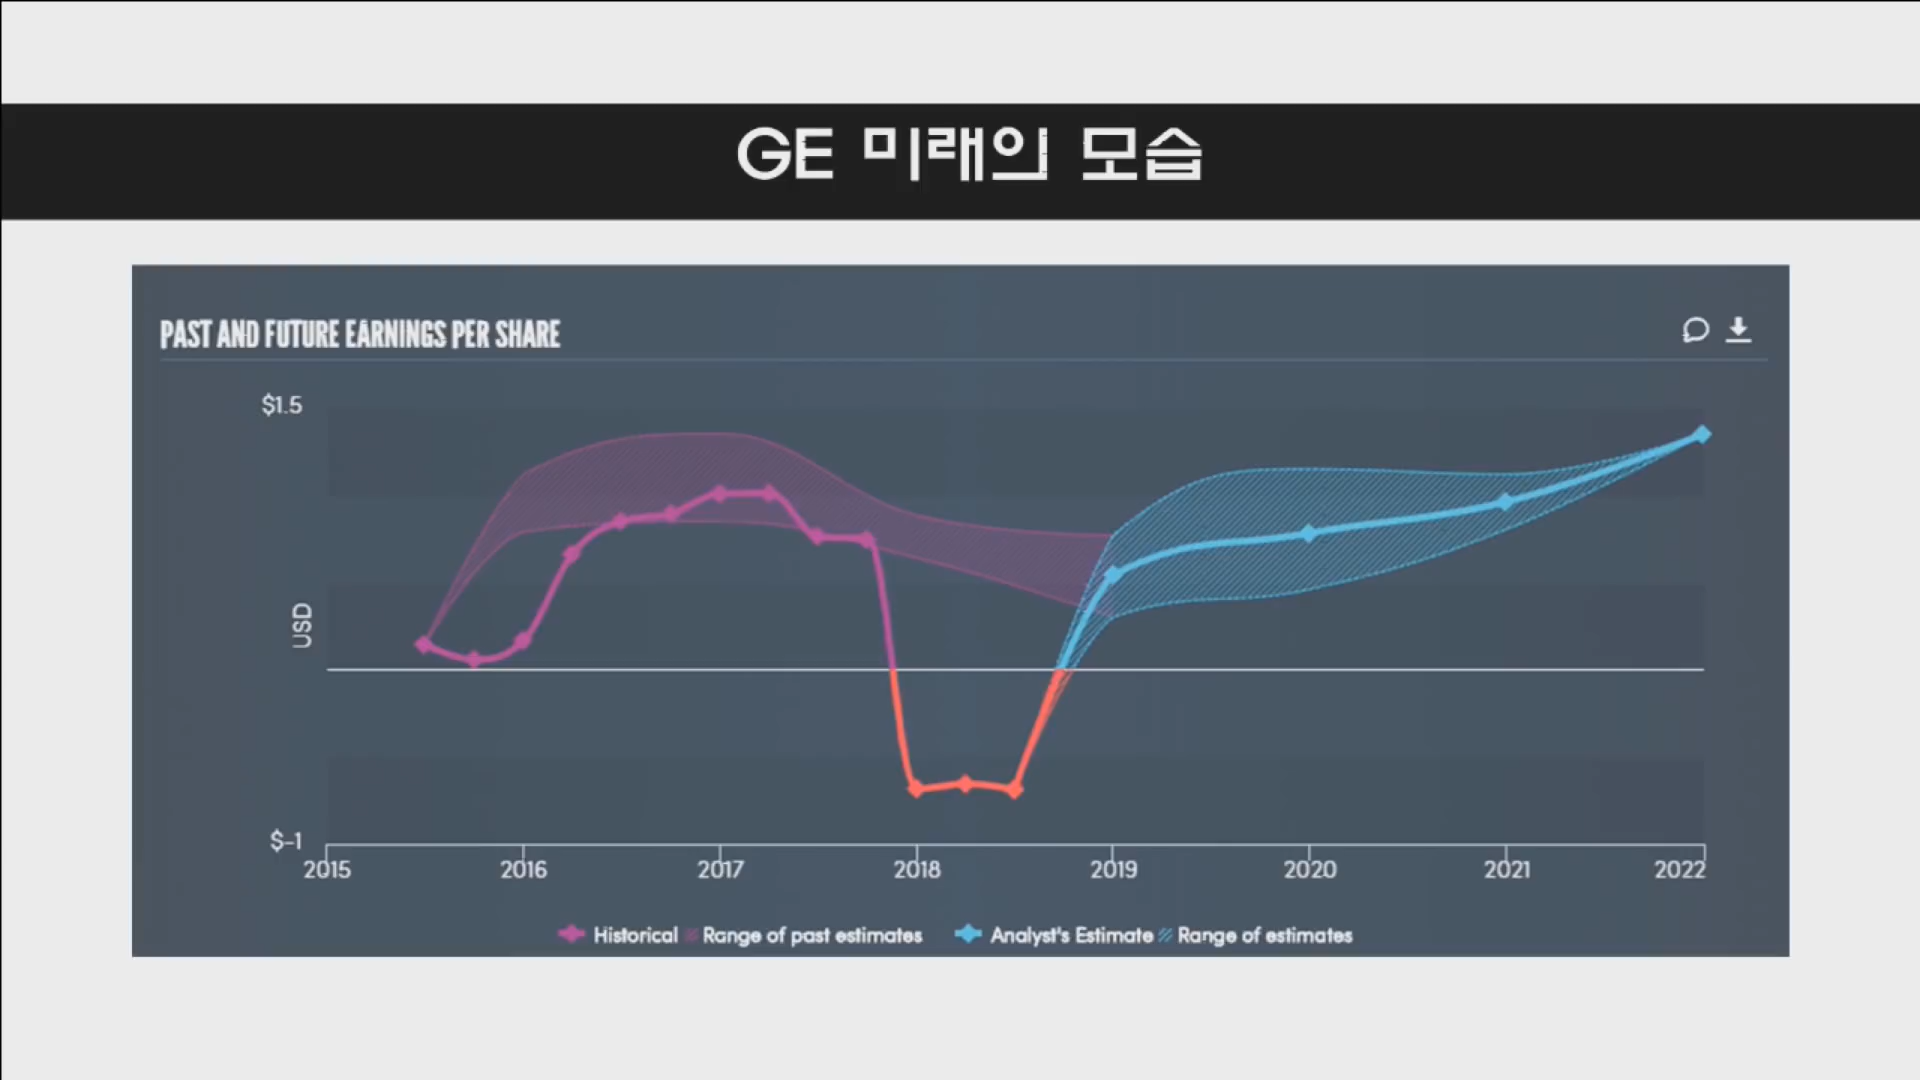 GE 미래의 모습
PAST AND FUTURE EARNINGS PER SHARE
$1.5
USD
$-1
2015 2016 2017 2018 2019 2020 2021 2022
Historical Range of past estimates Analyst's Estimate Range of estimates